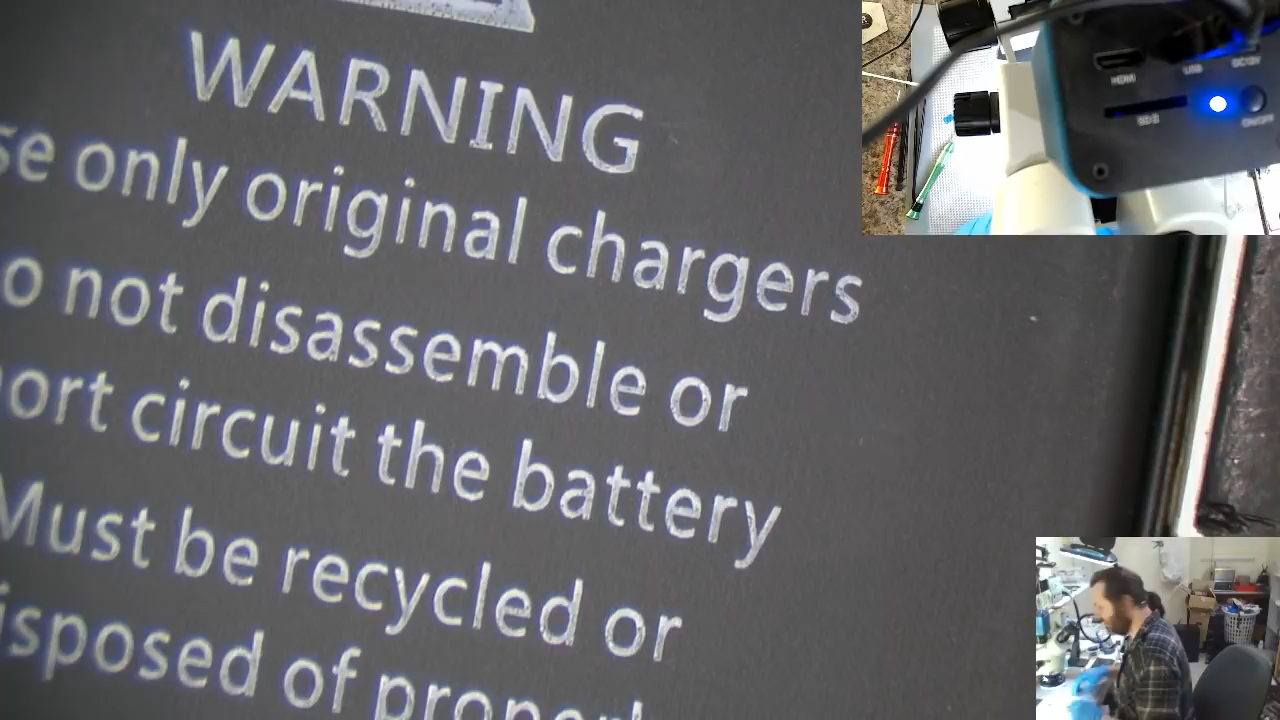 WARNING
se only original chargers
o not disassemble or
ort circuit the battery
Must be recycled or
isposed of properl
HDMI
USB
DC12V
ON/OFF